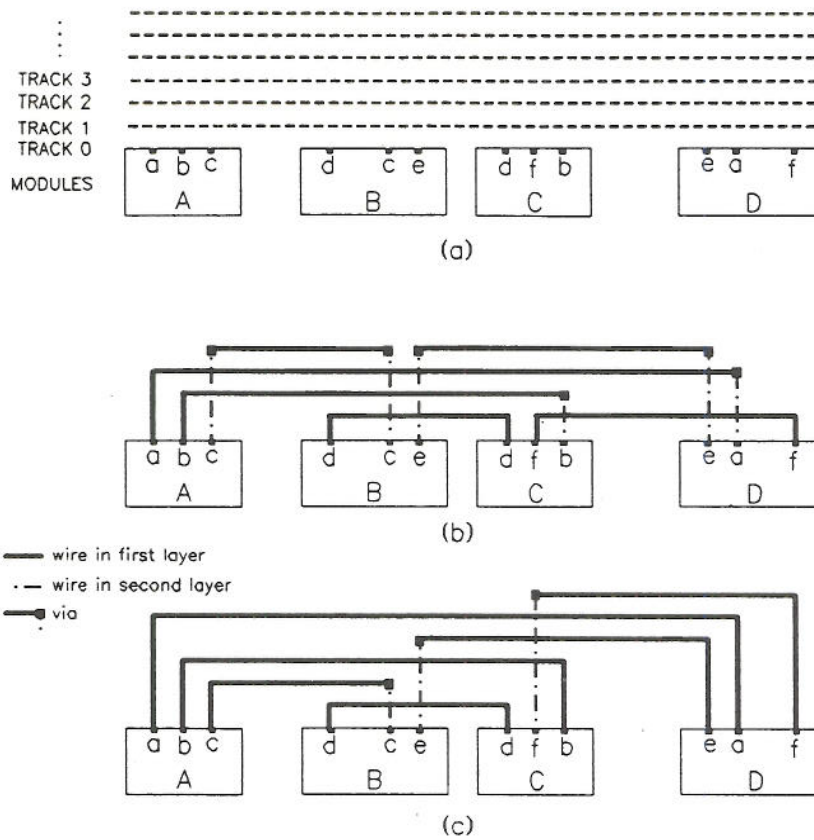 TRACK 3
TRACK 2
TRACK 1
TRACK 0
MODULES
a b c d c e d f b e a f
A B C D
(a)
a b c d c e d f b e a f
A B C D
(b)
wire in first layer
wire in second layer
via
a b c d c e d f b e a f
A B C D
(c)